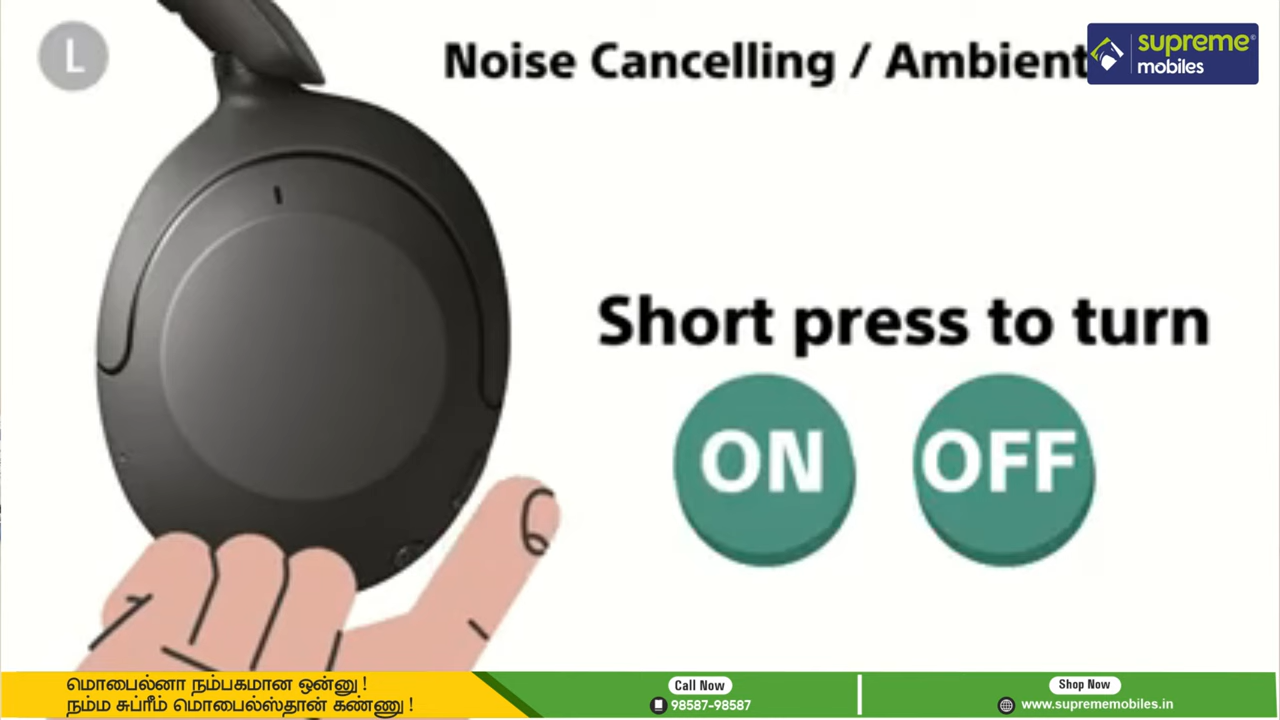 L
Noise Cancelling / Ambient
supreme
mobiles
Short press to turn
ON OFF
மொபைல்னா நம்பகமான ஒன்னு !
நம்ம சுப்ரீம் மொபைல்ஸ்தான் கண்ணு !
Call Now
98587-98587
Shop Now
www.suprememobiles.in